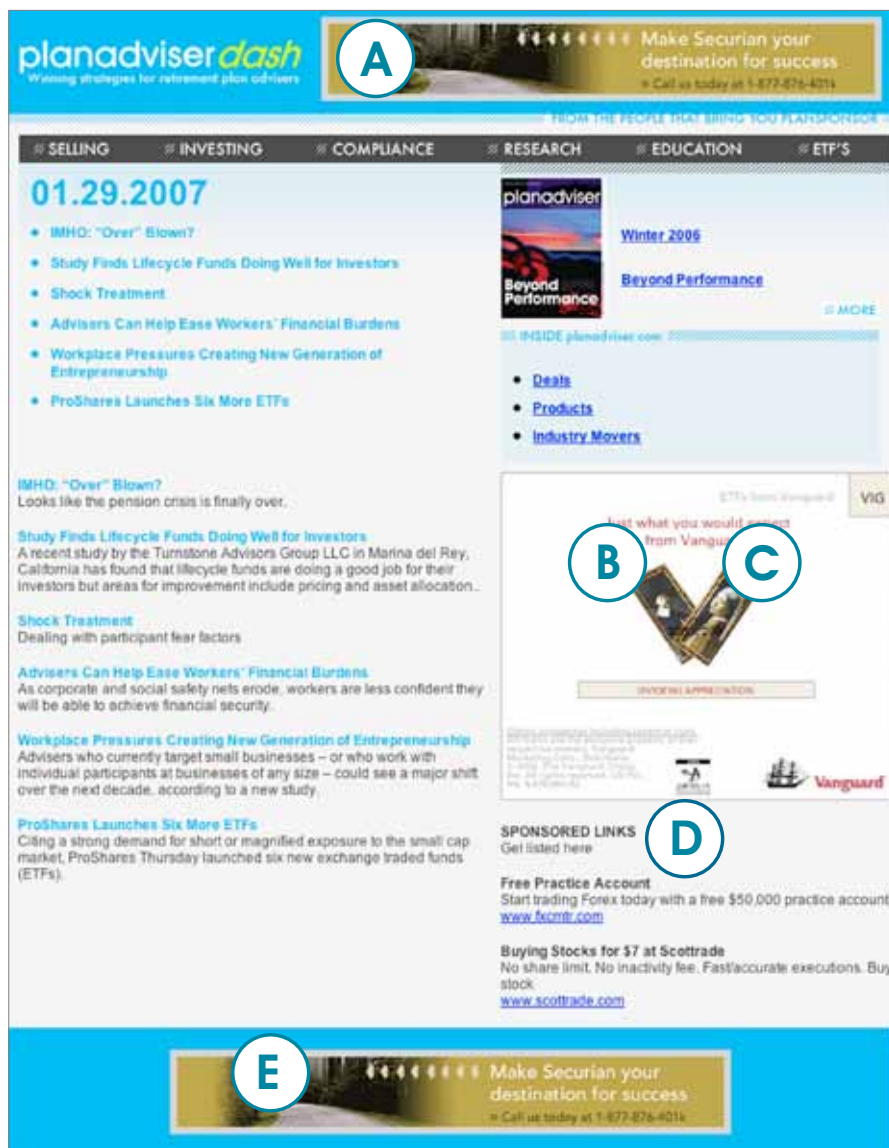 planadviser dash
Winning strategies for retirement plan advisers
A
Make Securian your
destination for success
» Call us today at 1-877-876-401k
FROM THE PEOPLE THAT BRING YOU PLANSPONSOR
SELLING
INVESTING
COMPLIANCE
RESEARCH
EDUCATION
ETF'S
01.29.2007
• IMHO: "Over" Blown?
• Study Finds Lifecycle Funds Doing Well for Investors
• Shock Treatment
• Advisers Can Help Ease Workers' Financial Burdens
• Workplace Pressures Creating New Generation of
Entrepreneurship
• ProShares Launches Six More ETFs
planadviser
Beyond
Performance
Winter 2006
Beyond Performance
MORE
INSIDE planadviser.com
• Deals
• Products
• Industry Movers
IMHO: "Over" Blown?
Looks like the pension crisis is finally over.
Study Finds Lifecycle Funds Doing Well for Investors
A recent study by the Turnstone Advisors Group LLC in Marina del Rey,
California has found that lifecycle funds are doing a good job for their
investors but areas for improvement include pricing and asset allocation..
Shock Treatment
Dealing with participant fear factors
Advisers Can Help Ease Workers' Financial Burdens
As corporate and social safety nets erode, workers are less confident they
will be able to achieve financial security.
Workplace Pressures Creating New Generation of Entrepreneurship
Advisers who currently target small businesses – or who work with
individual participants at businesses of any size – could see a major shift
over the next decade, according to a new study.
ProShares Launches Six More ETFs
Citing a strong demand for short or magnified exposure to the small cap
market, ProShares Thursday launched six new exchange traded funds
(ETFs).
ETFs from Vanguard
VIG
Just what you would expect
from Vanguard
B
C
DIVIDEND APPRECIATION
Vanguard
SPONSORED LINKS
D
Get listed here
Free Practice Account
Start trading Forex today with a free $50,000 practice account
www.fxcmtr.com
Buying Stocks for $7 at Scottrade
No share limit. No inactivity fee. Fast/accurate executions. Buy
stock
www.scottrade.com
E
Make Securian your
destination for success
» Call us today at 1-877-876-401k